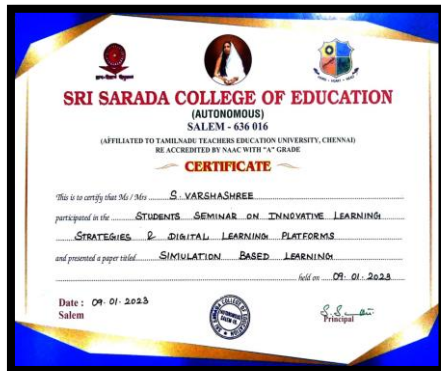 SRI SARADA COLLEGE OF EDUCATION
(AUTONOMOUS)
SALEM - 636 016
(AFFILIATED TO TAMILNADU TEACHERS EDUCATION UNIVERSITY, CHENNAI)
RE ACCREDITED BY NAAC WITH "A" GRADE
CERTIFICATE
This is to certify that Ms / Mrs S. VARSHASHREE
participated in the STUDENTS SEMINAR ON INNOVATIVE LEARNING
STRATEGIES & DIGITAL LEARNING PLATFORMS
and presented a paper titled SIMULATION BASED LEARNING
held on 09.01.2023
Date : 09.01.2023
Salem
Principal